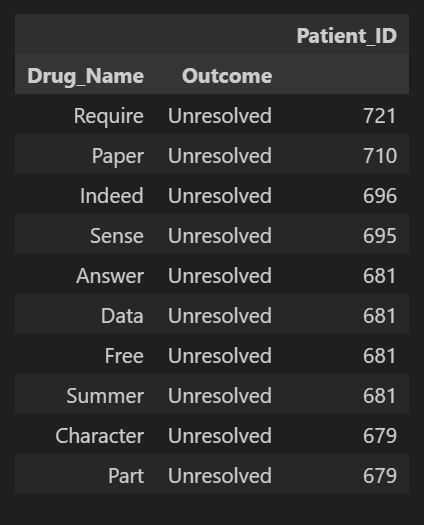 Patient_ID
Drug_Name Outcome
Require Unresolved 721
Paper Unresolved 710
Indeed Unresolved 696
Sense Unresolved 695
Answer Unresolved 681
Data Unresolved 681
Free Unresolved 681
Summer Unresolved 681
Character Unresolved 679
Part Unresolved 679